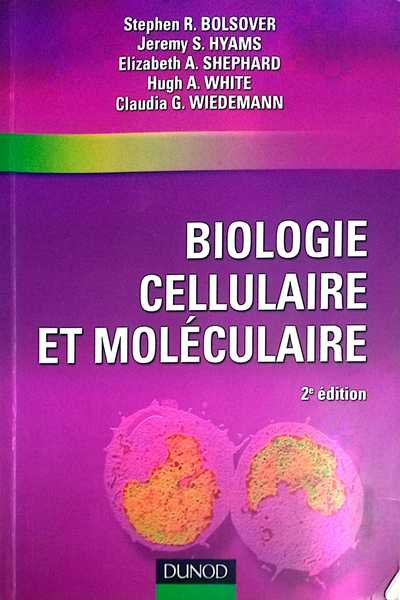 Stephen R. BOLSOVER
Jeremy S. HYAMS
Elizabeth A. SHEPHARD
Hugh A. WHITE
Claudia G. WIEDEMANN
BIOLOGIE
CELLULAIRE
ET MOLÉCULAIRE
2e édition
DUNOD